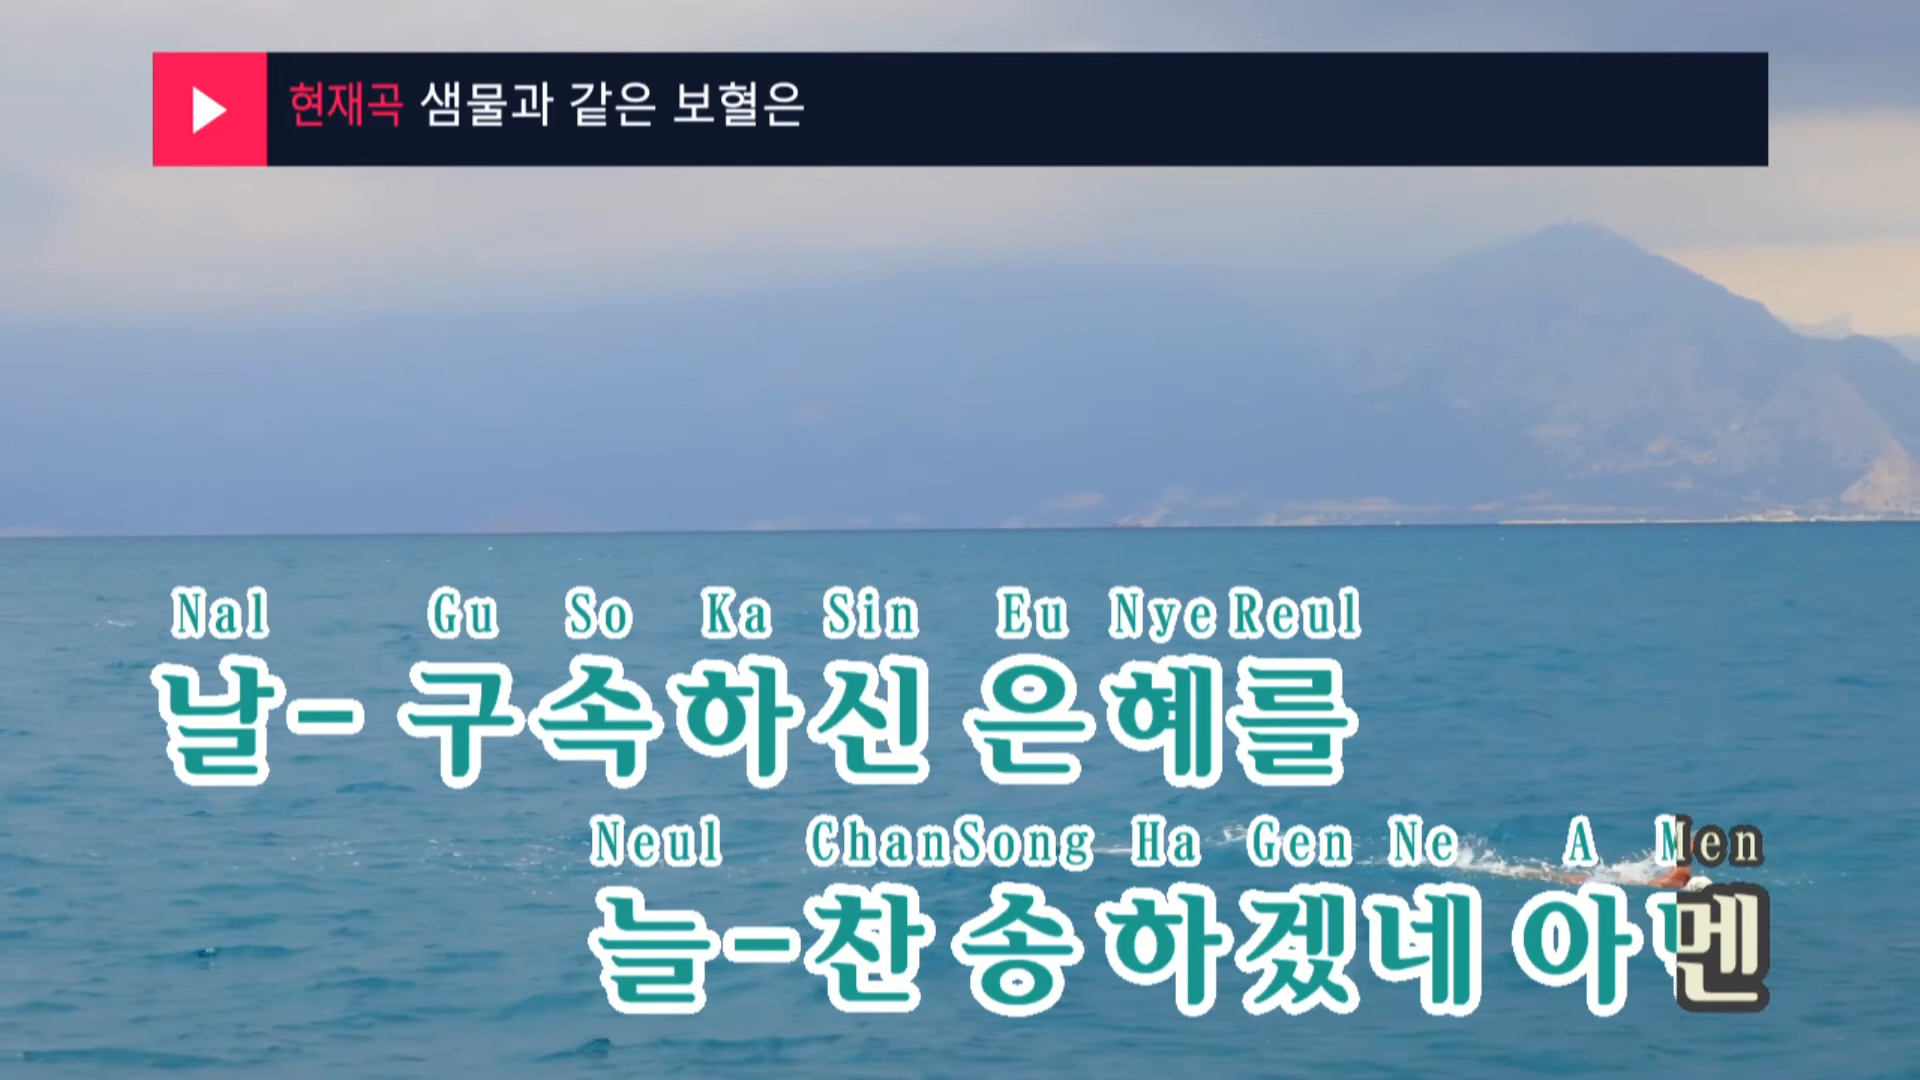 현재곡 샘물과 같은 보혈은
Nal Gu So Ka Sin Eu Nye Reul
날- 구속하신 은혜를
Neul ChanSong Ha Gen Ne A Men
늘-찬송하겠네 아멘